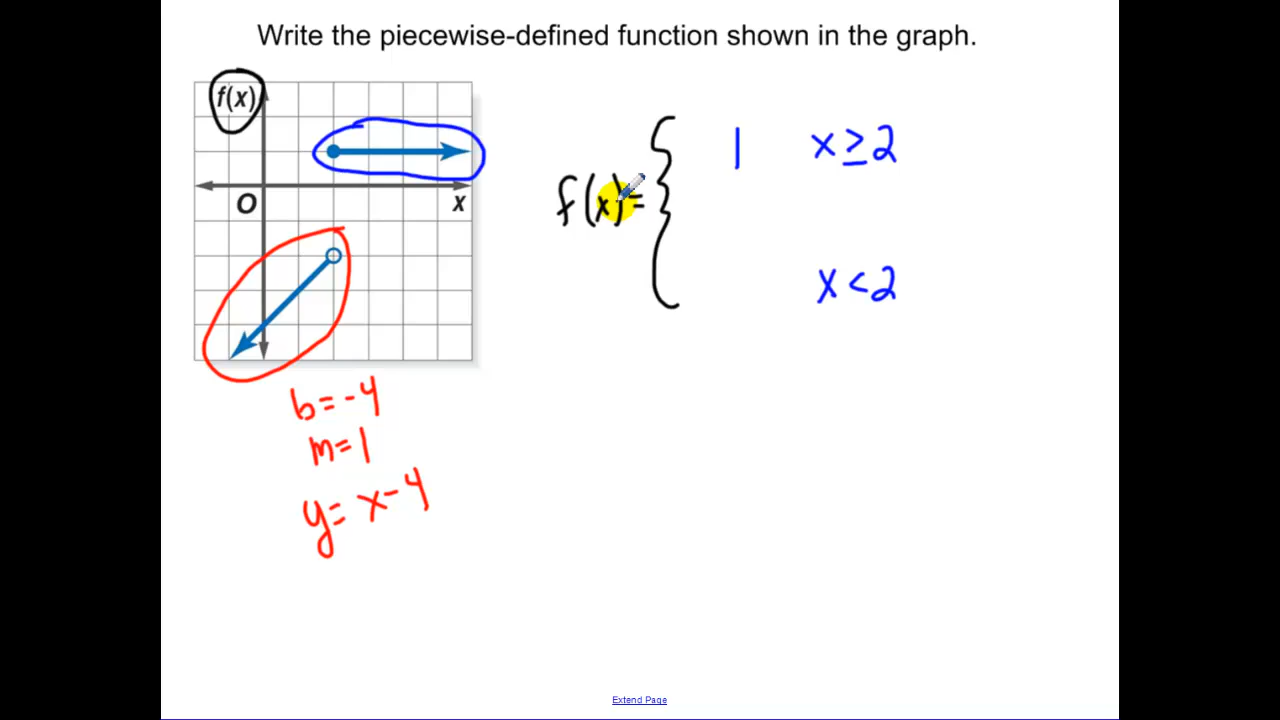 Write the piecewise-defined function shown in the graph.
f(x)
O
x
f(x)= {
1 x ≥ 2
x < 2
b = -4
m = 1
y = x - 4
Extend Page